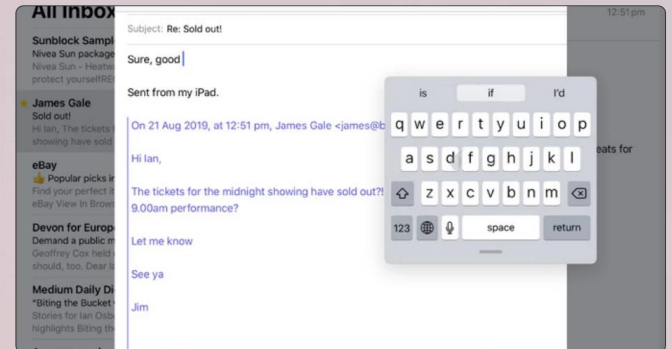 All Inbox
12:51 pm
Sunblock Sampl
Nivea Sun package
Nivea Sun - Heatw
protect yourselfRE
James Gale
Sold out!
Hi Ian, The tickets f
showing have sold
eBay
👍 Popular picks in
Find your perfect it
eBay View In Brows
Devon for Europ
Demand a public m
Geoffrey Cox held
should, too. Dear Ia
Medium Daily Di
"Biting the Bucket
Stories for Ian Osb
highlights Biting th
Subject: Re: Sold out!
Sure, good
Sent from my iPad.
On 21 Aug 2019, at 12:51 pm, James Gale <james@b
Hi Ian,
The tickets for the midnight showing have sold out?!
9.00am performance?
Let me know
See ya
Jim
eats for
is if I'd
q w e r t y u i o p
a s d f g h j k l
z x c v b n m
123 space return